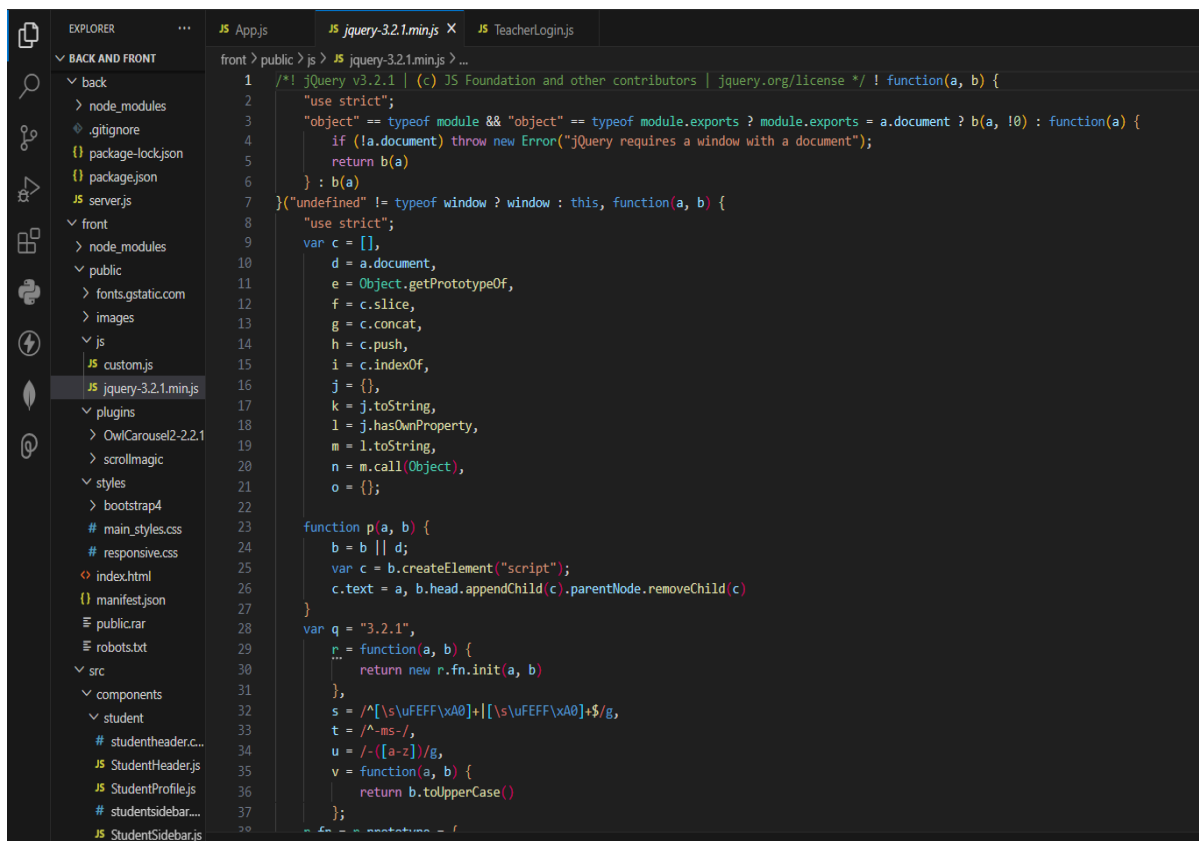 EXPLORER ···
BACK AND FRONT
back
node_modules
.gitignore
{} package-lock.json
{} package.json
JS server.js
front
node_modules
public
fonts.gstatic.com
images
js
JS custom.js
JS jquery-3.2.1.min.js
plugins
OwlCarousel2-2.2.1
scrollmagic
styles
bootstrap4
# main_styles.css
# responsive.css
<> index.html
{} manifest.json
public.rar
robots.txt
src
components
student
# studentheader.c...
JS StudentHeader.js
JS StudentProfile.js
# studentsidebar....
JS StudentSidebar.js
JS App.js JS jquery-3.2.1.min.js X JS TeacherLogin.js
front > public > js > JS jquery-3.2.1.min.js > ...
1 /*! jQuery v3.2.1 | (c) JS Foundation and other contributors | jquery.org/license */ ! function(a, b) {
2 "use strict";
3 "object" == typeof module && "object" == typeof module.exports ? module.exports = a.document ? b(a, !0) : function(a) {
4 if (!a.document) throw new Error("jQuery requires a window with a document");
5 return b(a)
6 } : b(a)
7 }("undefined" != typeof window ? window : this, function(a, b) {
8 "use strict";
9 var c = [],
10 d = a.document,
11 e = Object.getPrototypeOf,
12 f = c.slice,
13 g = c.concat,
14 h = c.push,
15 i = c.indexOf,
16 j = {},
17 k = j.toString,
18 l = j.hasOwnProperty,
19 m = l.toString,
20 n = m.call(Object),
21 o = {};
22
23 function p(a, b) {
24 b = b || d;
25 var c = b.createElement("script");
26 c.text = a, b.head.appendChild(c).parentNode.removeChild(c)
27 }
28 var q = "3.2.1",
29 r = function(a, b) {
30 return new r.fn.init(a, b)
31 },
32 s = /^[\s\uFEFF\xA0]+|[\s\uFEFF\xA0]+$/g,
33 t = /^-ms-/,
34 u = /-([a-z])/g,
35 v = function(a, b) {
36 return b.toUpperCase()
37 };
38 r.fn = r.prototype = {